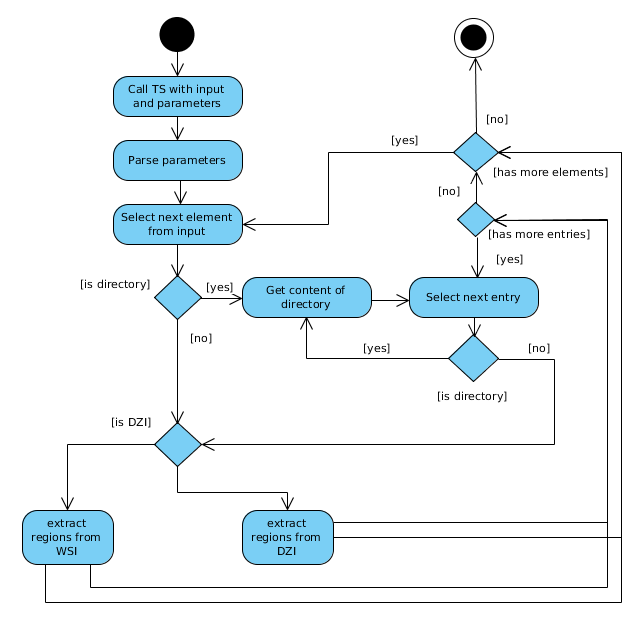 Call TS with input
and parameters
[no]
[yes]
Parse parameters
[has more elements]
[no]
Select next element
from input
[has more entries]
[yes]
[is directory]
[yes]
Get content of
directory
Select next entry
[no]
[yes]
[no]
[is directory]
[is DZI]
extract
regions from
WSI
extract
regions from
DZI